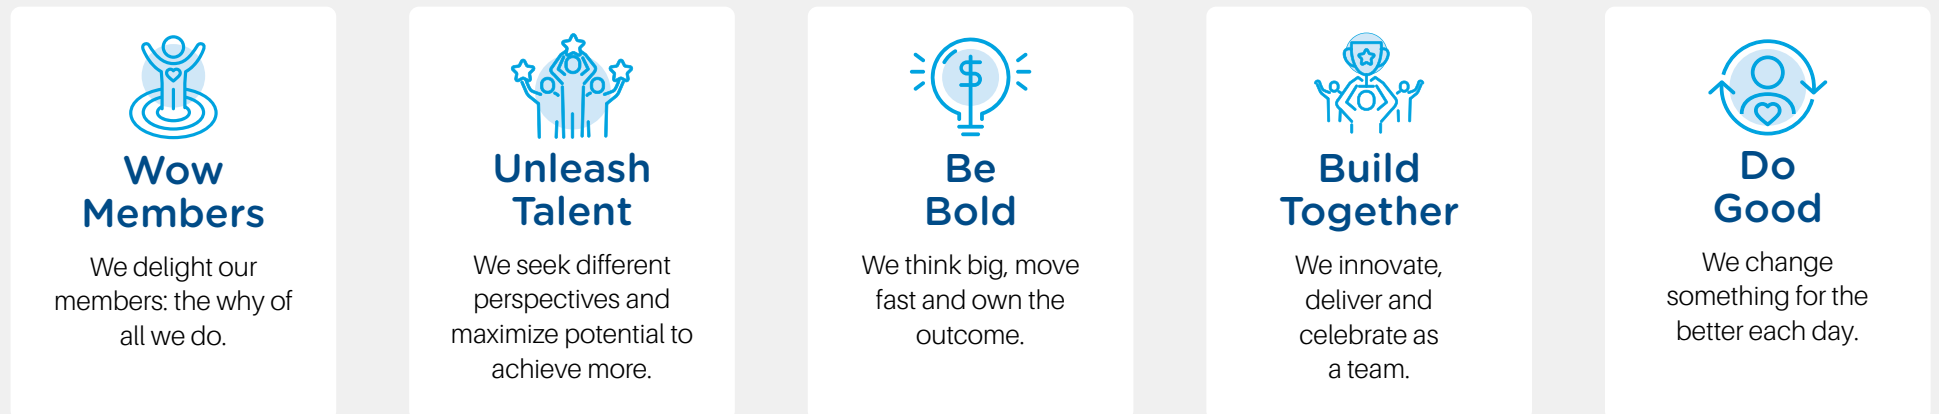 Wow
Members
We delight our
members: the why of
all we do.
Unleash
Talent
We seek different
perspectives and
maximize potential to
achieve more.
$
Be
Bold
We think big, move
fast and own the
outcome.
Build
Together
We innovate,
deliver and
celebrate as
a team.
Do
Good
We change
something for the
better each day.